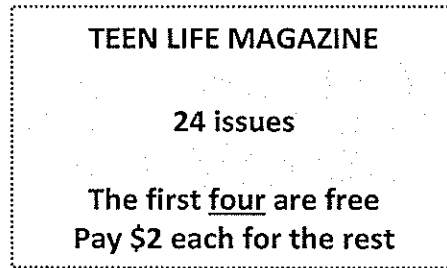 TEEN LIFE MAGAZINE
24 issues
The first four are free
Pay $2 each for the rest